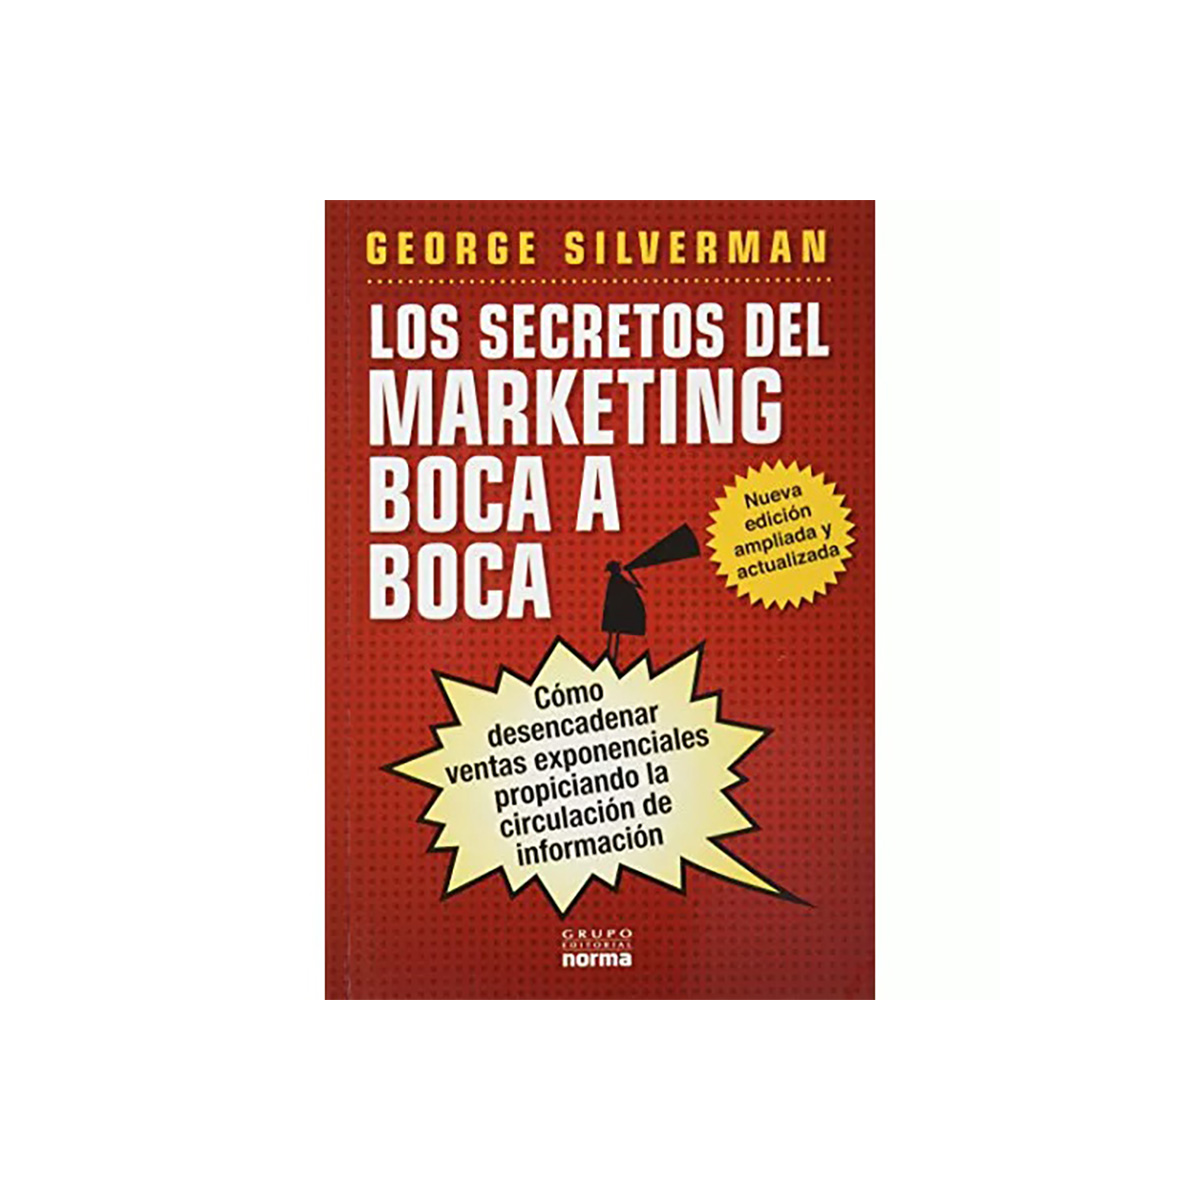 GEORGE SILVERMAN
LOS SECRETOS DEL
MARKETING
BOCA A
BOCA
Nueva
edición
ampliada y
actualizada
Cómo
desencadenar
ventas exponenciales
propiciando la
circulación de
información
GRUPO
EDITORIAL
norma